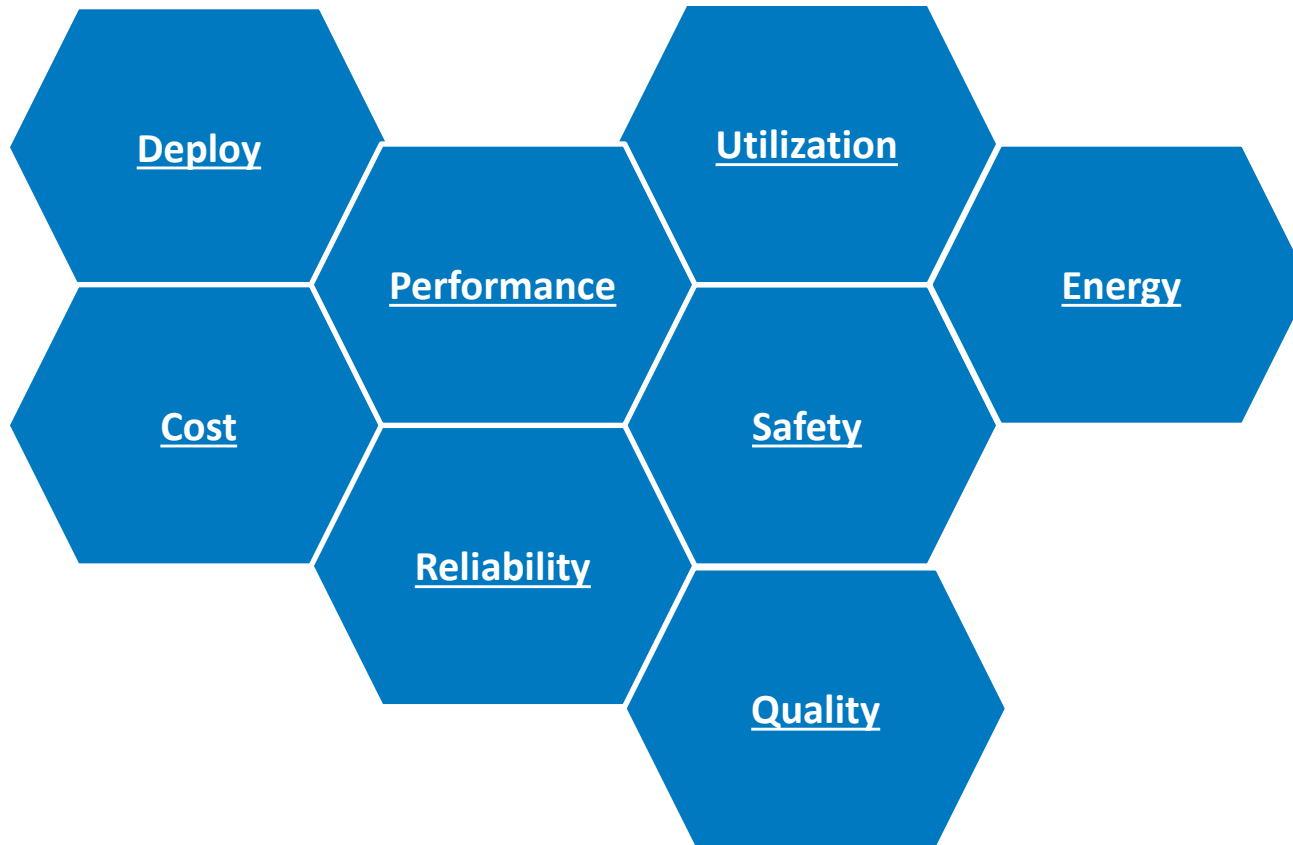 Deploy
Utilization
Performance
Energy
Cost
Safety
Reliability
Quality